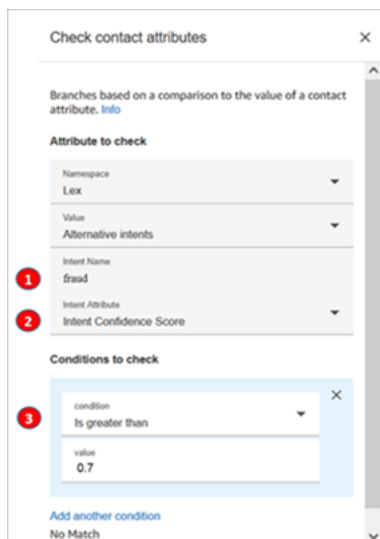 Check contact attributes
Branches based on a comparison to the value of a contact
attribute. Info
Attribute to check
Namespace
Lex
Value
Alternative intents
Intent Name
1 fraud
Intent Attribute
2 Intent Confidence Score
Conditions to check
condition
3 Is greater than
value
0.7
Add another condition
No Match